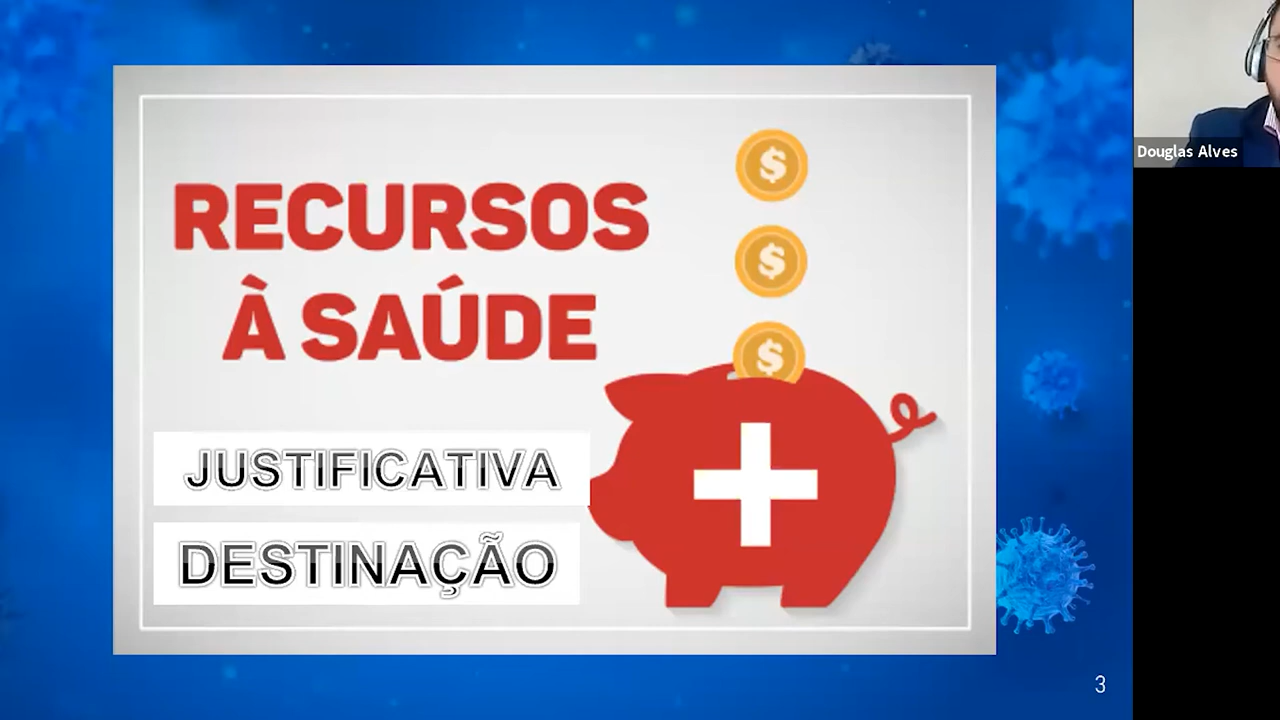 RECURSOS
À SAÚDE
JUSTIFICATIVA
DESTINAÇÃO
$
$
$
Douglas Alves
3